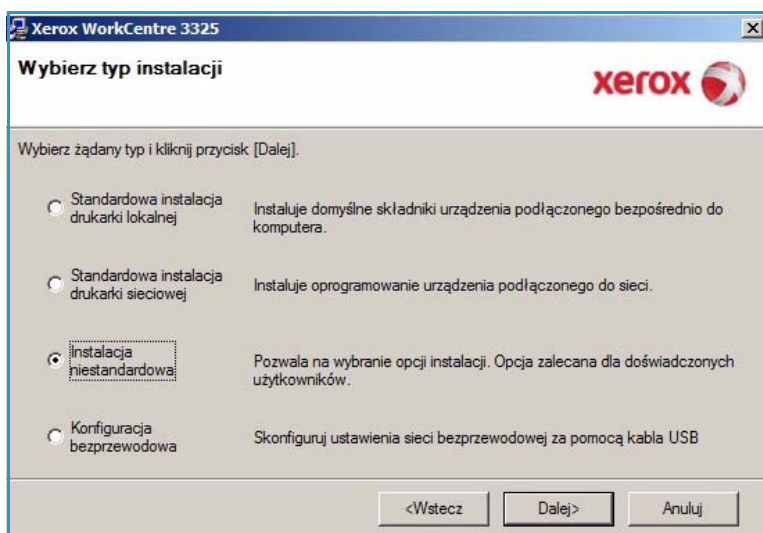 Xerox WorkCentre 3325
Wybierz typ instalacji
xerox
Wybierz żądany typ i kliknij przycisk [Dalej].
Standardowa instalacja
drukarki lokalnej
Instaluje domyślne składniki urządzenia podłączonego bezpośrednio do
komputera.
Standardowa instalacja
drukarki sieciowej
Instaluje oprogramowanie urządzenia podłączonego do sieci.
Instalacja
niestandardowa
Pozwala na wybranie opcji instalacji. Opcja zalecana dla doświadczonych
użytkowników.
Konfiguracja
bezprzewodowa
Skonfiguruj ustawienia sieci bezprzewodowej za pomocą kabla USB
<Wstecz
Dalej>
Anuluj